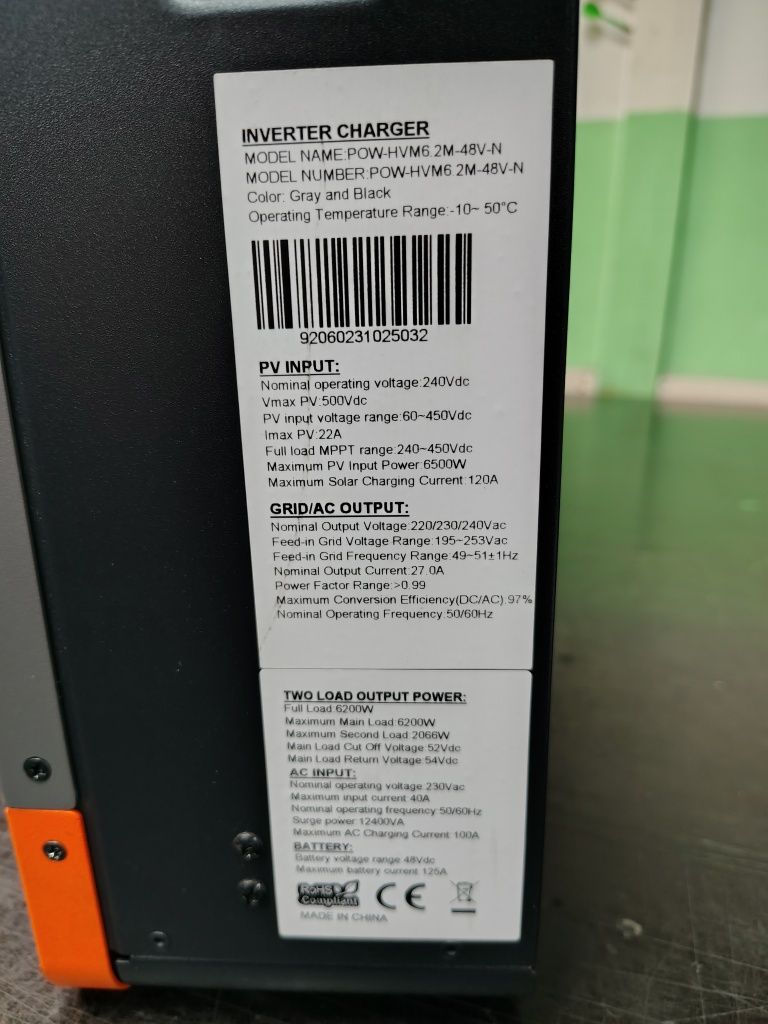 INVERTER CHARGER
MODEL NAME:POW-HVM6.2M-48V-N
MODEL NUMBER:POW-HVM6.2M-48V-N
Color: Gray and Black
Operating Temperature Range:-10~ 50°C
92060231025032
PV INPUT:
Nominal operating voltage:240Vdc
Vmax PV:500Vdc
PV input voltage range:60~450Vdc
Imax PV:22A
Full load MPPT range:240~450Vdc
Maximum PV Input Power:6500W
Maximum Solar Charging Current:120A
GRID/AC OUTPUT:
Nominal Output Voltage:220/230/240Vac
Feed-in Grid Voltage Range:195~253Vac
Feed-in Grid Frequency Range:49~51±1Hz
Nominal Output Current:27.0A
Power Factor Range:>0.99
Maximum Conversion Efficiency(DC/AC):97%
Nominal Operating Frequency:50/60Hz
TWO LOAD OUTPUT POWER:
Full Load:6200W
Maximum Main Load:6200W
Maximum Second Load:2066W
Main Load Cut Off Voltage:52Vdc
Main Load Return Voltage:54Vdc
AC INPUT:
Nominal operating voltage:230Vac
Maximum input current:40A
Nominal operating frequency:50/60Hz
Surge power:12400VA
Maximum AC Charging Current:100A
BATTERY:
Battery voltage range:48Vdc
Maximum battery current:125A
RoHS
Compliant
CE
MADE IN CHINA